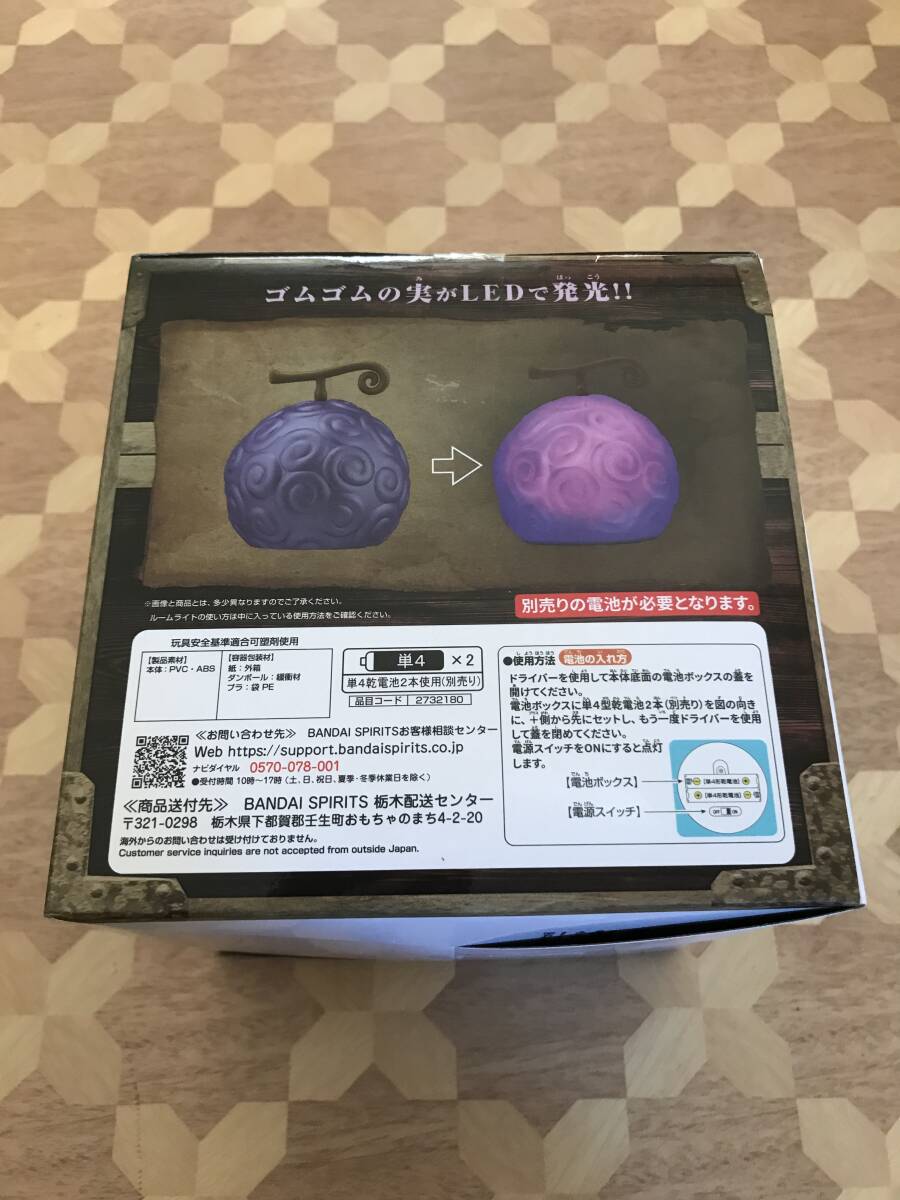 ゴムゴムの実がLEDで発光!!
※画像と商品とは、多少異なりますのでご了承ください。
ルームライトの使い方は中に入っている使用方法をご確認ください。
別売りの電池が必要となります。
玩具安全基準適合可塑剤使用
【製品素材】
本体：PVC・ABS
【容器包装材】
紙：外箱
ダンボール：緩衝材
プラ：袋 PE
単4 ×2
単4乾電池2本使用(別売り)
品目コード 2732180
≪お問い合わせ先≫ BANDAI SPIRITSお客様相談センター
Web https://support.bandaispirits.co.jp
ナビダイヤル 0570-078-001
●受付時間 10時～17時(土、日、祝日、夏季・冬季休業日を除く)
≪商品送付先≫ BANDAI SPIRITS 栃木配送センター
〒321-0298 栃木県下都賀郡壬生町おもちゃのまち4-2-20
海外からのお問い合わせは受け付けておりません。
Customer service inquiries are not accepted from outside Japan.
●使用方法 電池の入れ方
ドライバーを使用して本体底面の電池ボックスの蓋を
開けてください。
電池ボックスに単4型乾電池2本(別売り)を図の向き
に、＋側から先にセットし、もう一度ドライバーを使用
して蓋を閉めてください。
電源スイッチをONにすると点灯
します。
【電池ボックス】
【電源スイッチ】
【単4形乾電池】
【単4形乾電池】
OFF ON